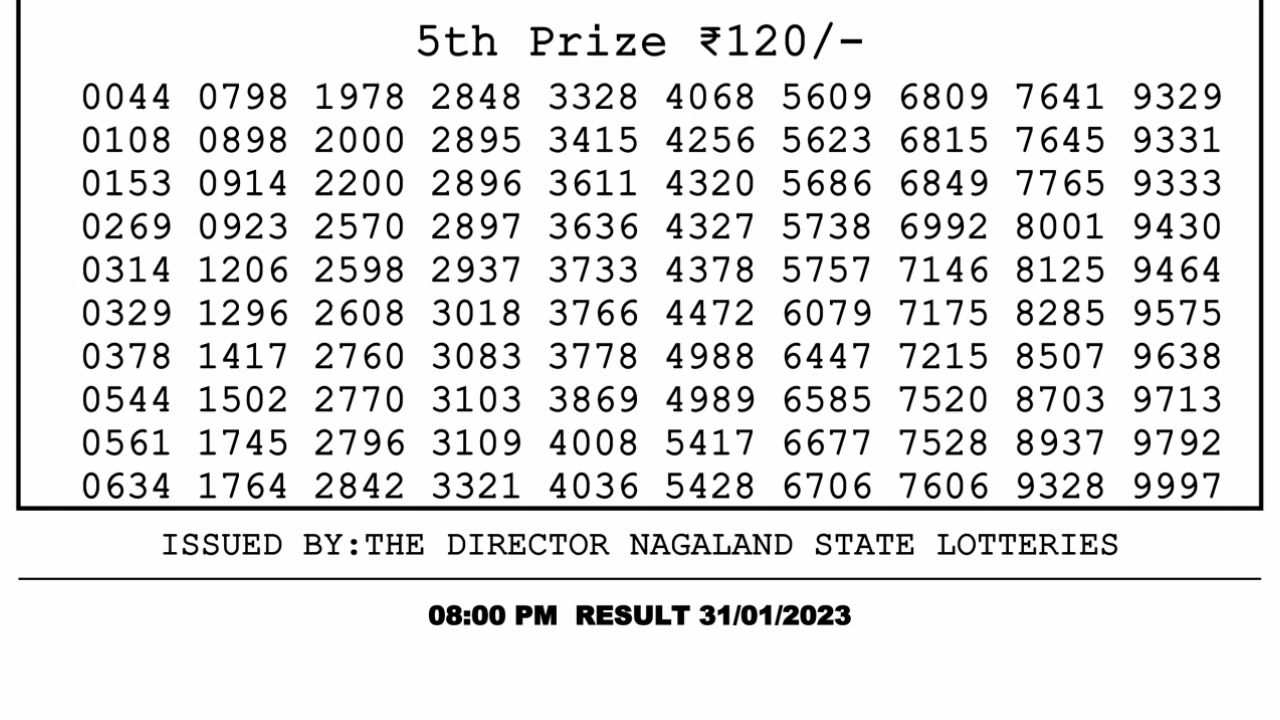 5th Prize ₹120/-
0044 0798 1978 2848 3328 4068 5609 6809 7641 9329
0108 0898 2000 2895 3415 4256 5623 6815 7645 9331
0153 0914 2200 2896 3611 4320 5686 6849 7765 9333
0269 0923 2570 2897 3636 4327 5738 6992 8001 9430
0314 1206 2598 2937 3733 4378 5757 7146 8125 9464
0329 1296 2608 3018 3766 4472 6079 7175 8285 9575
0378 1417 2760 3083 3778 4988 6447 7215 8507 9638
0544 1502 2770 3103 3869 4989 6585 7520 8703 9713
0561 1745 2796 3109 4008 5417 6677 7528 8937 9792
0634 1764 2842 3321 4036 5428 6706 7606 9328 9997
ISSUED BY:THE DIRECTOR NAGALAND STATE LOTTERIES
08:00 PM RESULT 31/01/2023